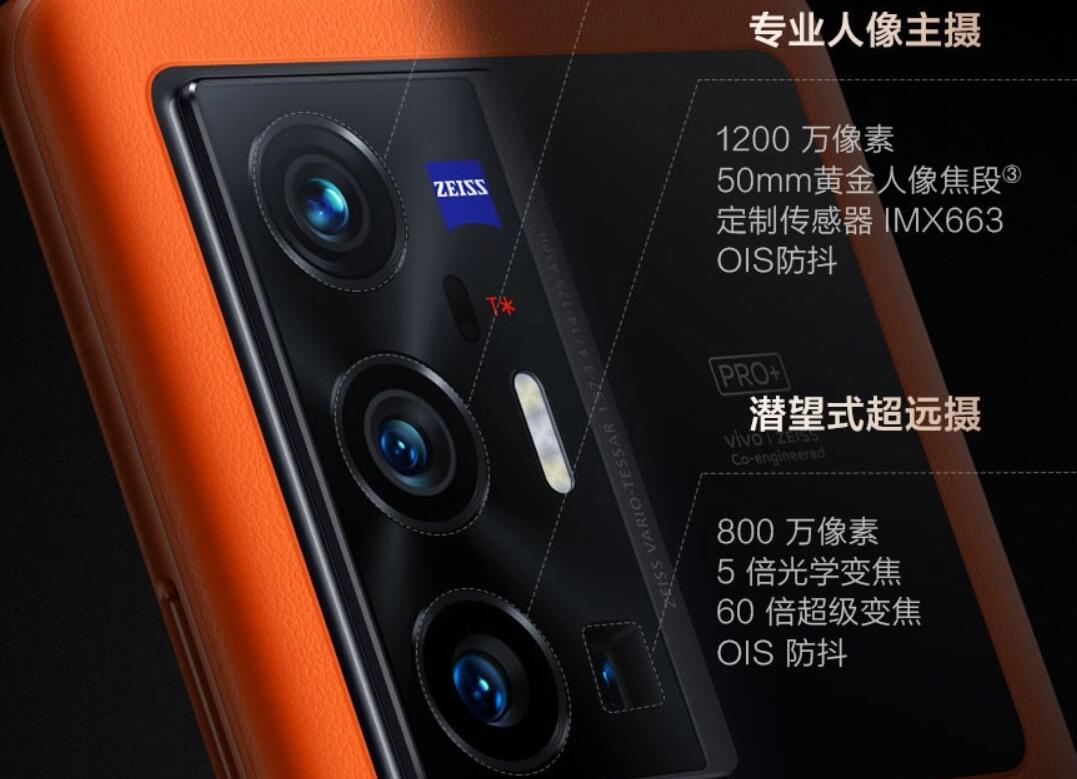 专业人像主摄
1200 万像素
50mm黄金人像焦段③
定制传感器 IMX663
OIS防抖
ZEISS
T*
PRO+
潜望式超远摄
vivo | ZEISS
Co-engineered
800 万像素
5 倍光学变焦
60 倍超级变焦
OIS 防抖
ZEISS VARIO-TESSAR